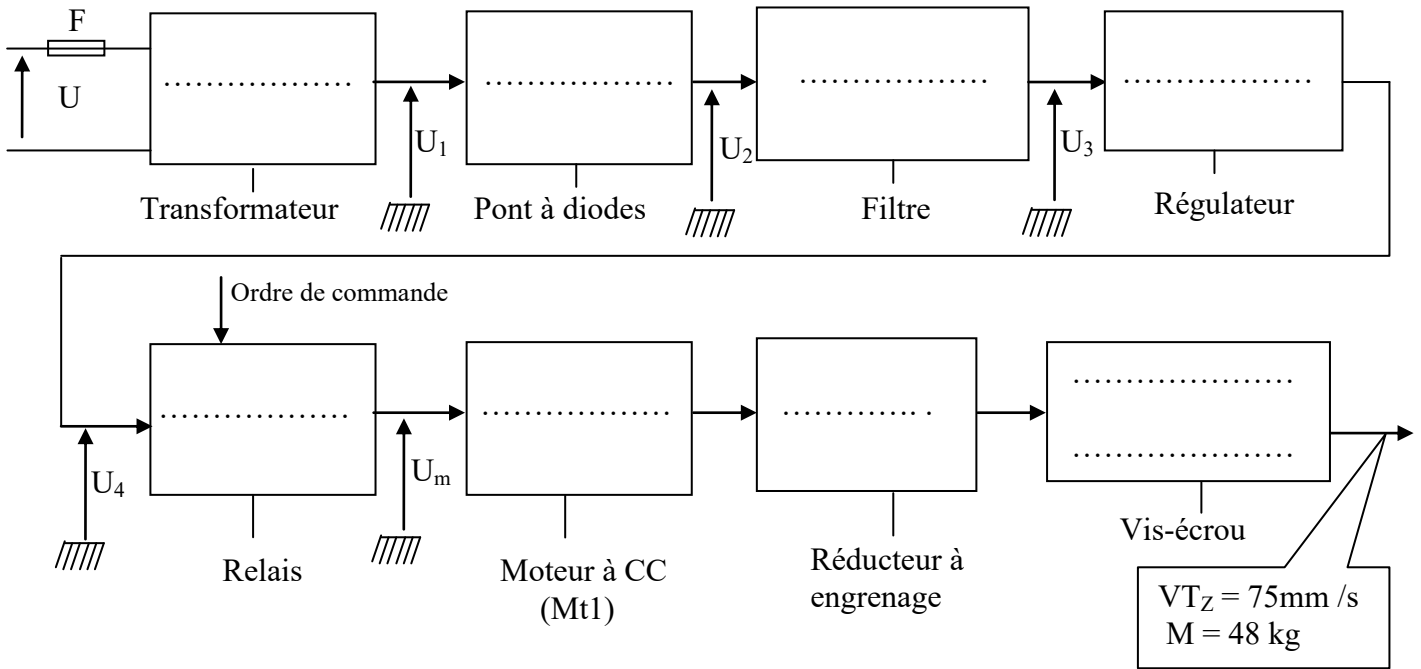 F
U
..................
..................
..................
..................
U₁
U₂
U₃
Transformateur
Pont à diodes
Filtre
Régulateur
Ordre de commande
..................
..................
............. .
.....................
.....................
U₄
Uₘ
Relais
Moteur à CC
(Mt1)
Réducteur à
engrenage
Vis-écrou
VT_Z = 75mm /s
M = 48 kg